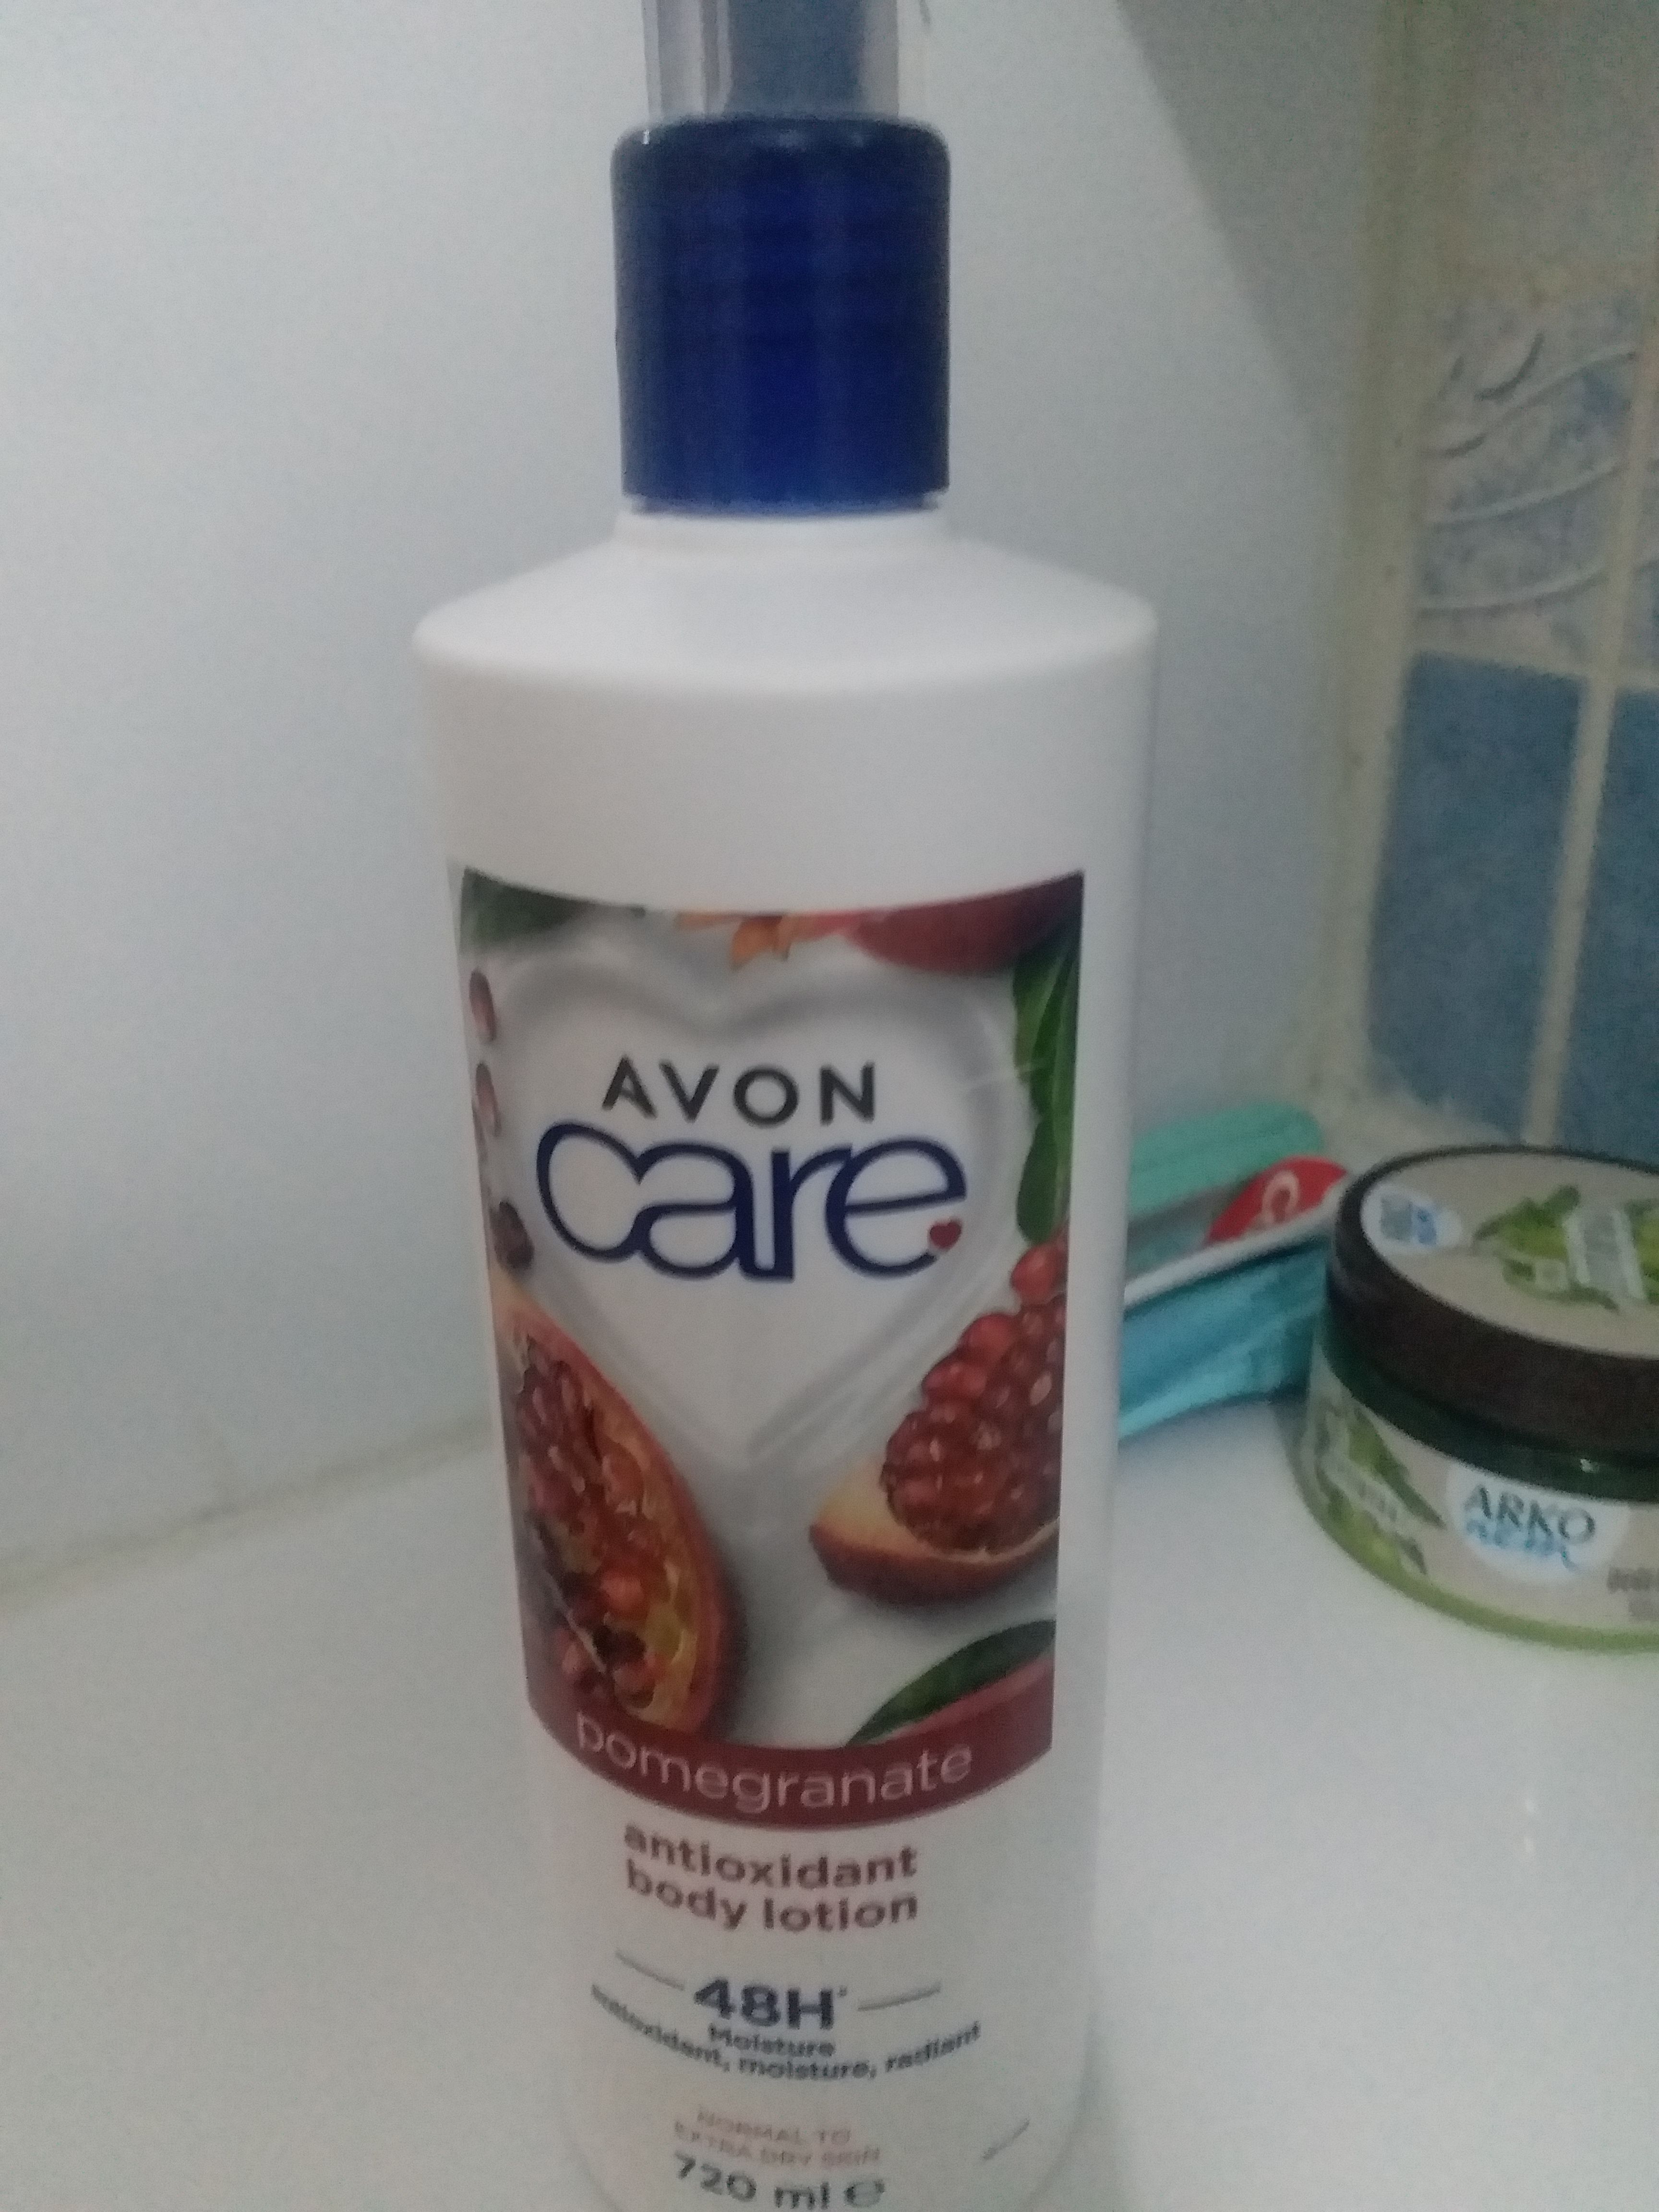 AVON
care
pomegranate
antioxidant
body lotion
48H*
Moisture
antioxidant, moisture, radiant
NORMAL TO
EXTRA DRY SKIN
720 ml e
ARKO
nem